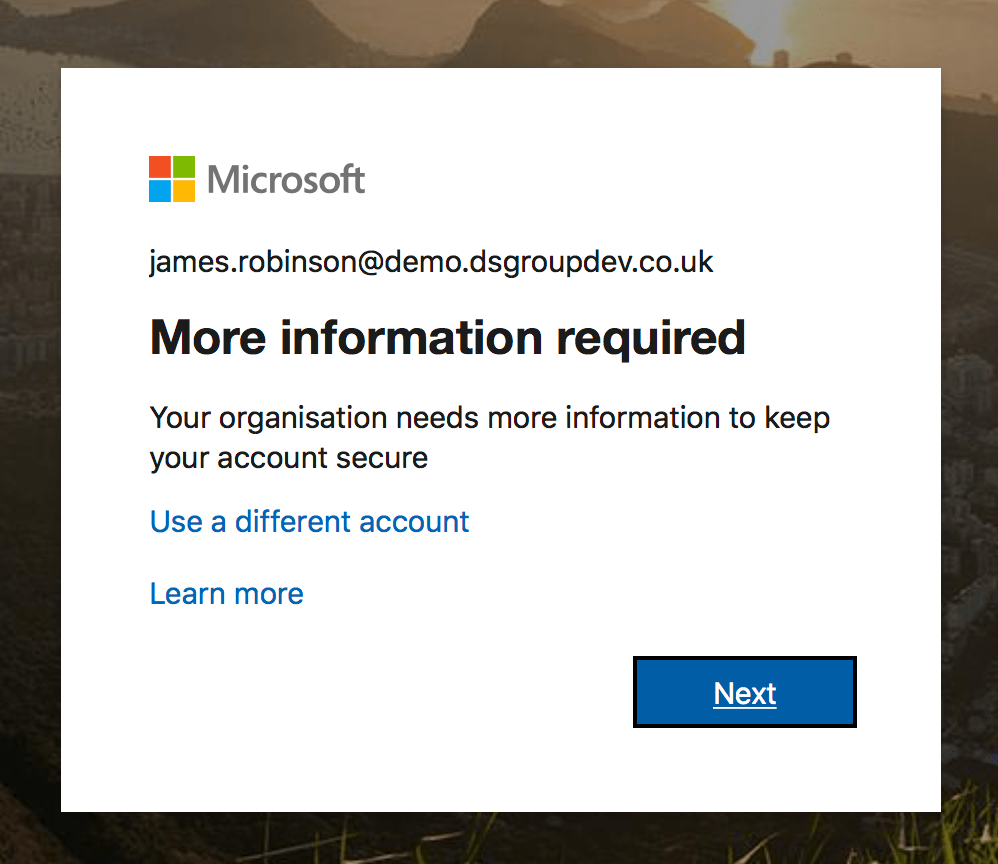 Microsoft
james.robinson@demo.dsgroupdev.co.uk
More information required
Your organisation needs more information to keep
your account secure
Use a different account
Learn more
Next